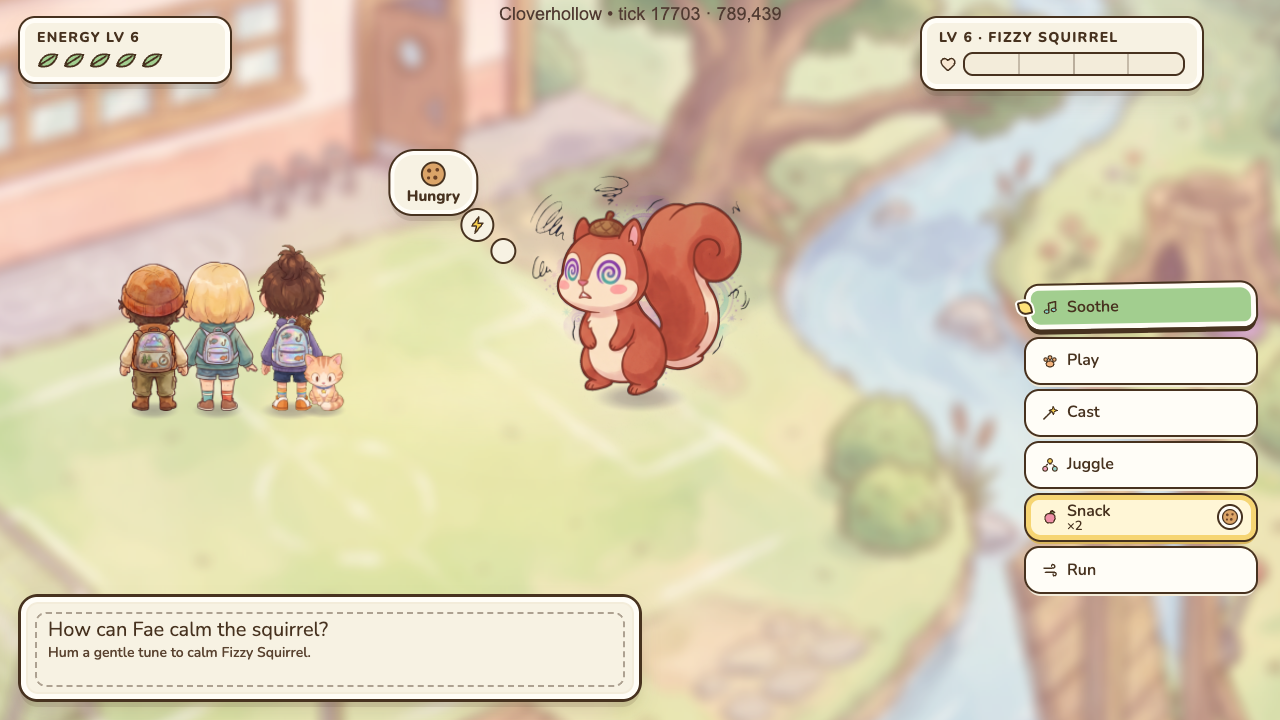 Cloverhollow • tick 17703 · 789,439
ENERGY LV 6
LV 6 · FIZZY SQUIRREL
Hungry
Soothe
Play
Cast
Juggle
Snack
×2
Run
How can Fae calm the squirrel?
Hum a gentle tune to calm Fizzy Squirrel.